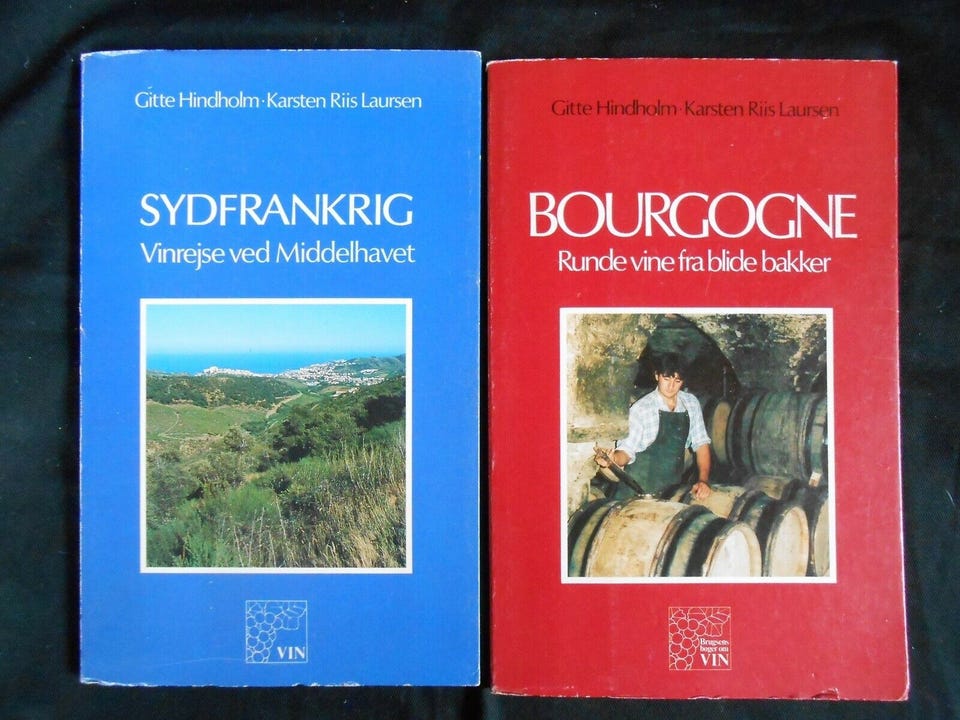 Gitte Hindholm · Karsten Riis Laursen
SYDFRANKRIG
Vinrejse ved Middelhavet
VIN
Gitte Hindholm · Karsten Riis Laursen
BOURGOGNE
Runde vine fra blide bakker
Brugsens
bøger om
VIN